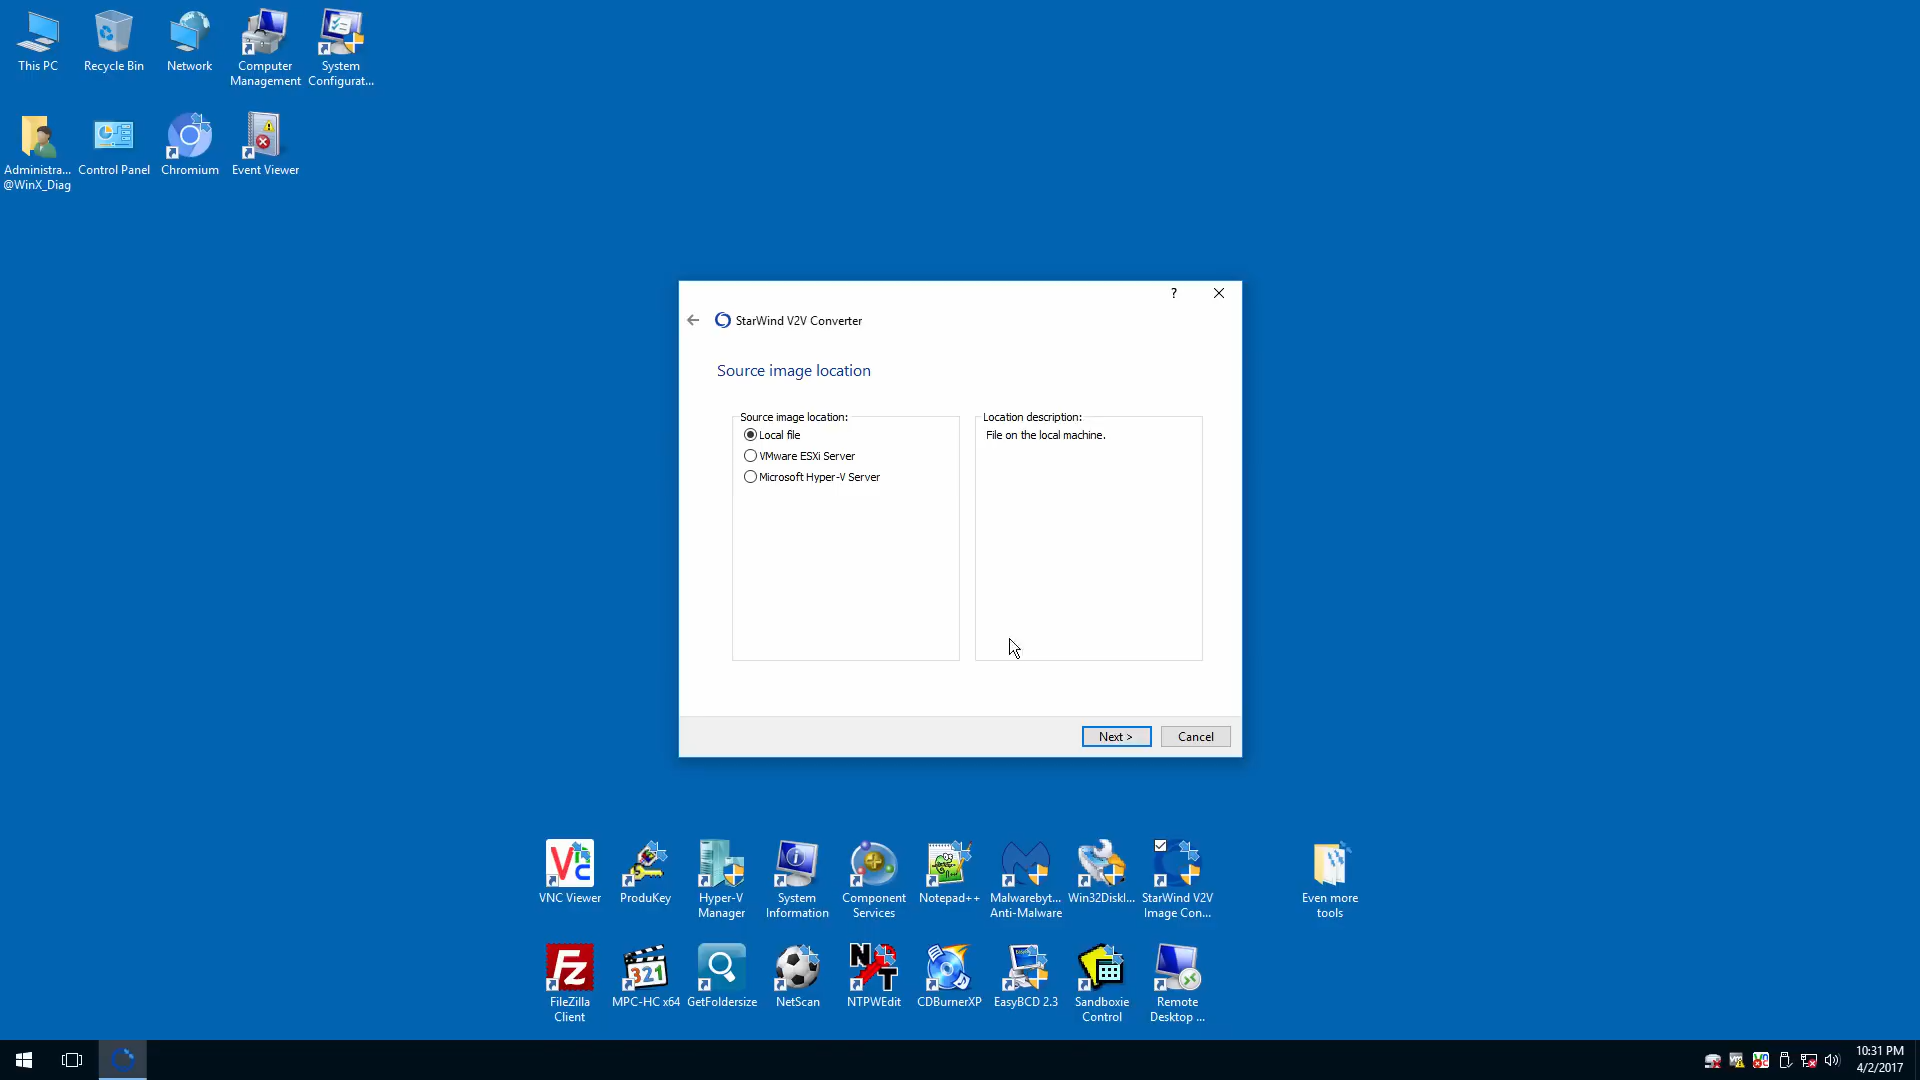 This PC
Recycle Bin
Network
Computer
Management
System
Configurat...
Administra...
@WinX_Diag
Control Panel
Chromium
Event Viewer
?
StarWind V2V Converter
Source image location
Source image location:
Local file
VMware ESXi Server
Microsoft Hyper-V Server
Location description:
File on the local machine.
Next >
Cancel
VNC Viewer
ProduKey
Hyper-V
Manager
System
Information
Component
Services
Notepad++
Malwarebyt...
Anti-Malware
Win32DiskI...
StarWind V2V
Image Con...
Even more
tools
FileZilla
Client
MPC-HC x64
GetFoldersize
NetScan
NTPWEdit
CDBurnerXP
EasyBCD 2.3
Sandboxie
Control
Remote
Desktop ...
10:31 PM
4/2/2017